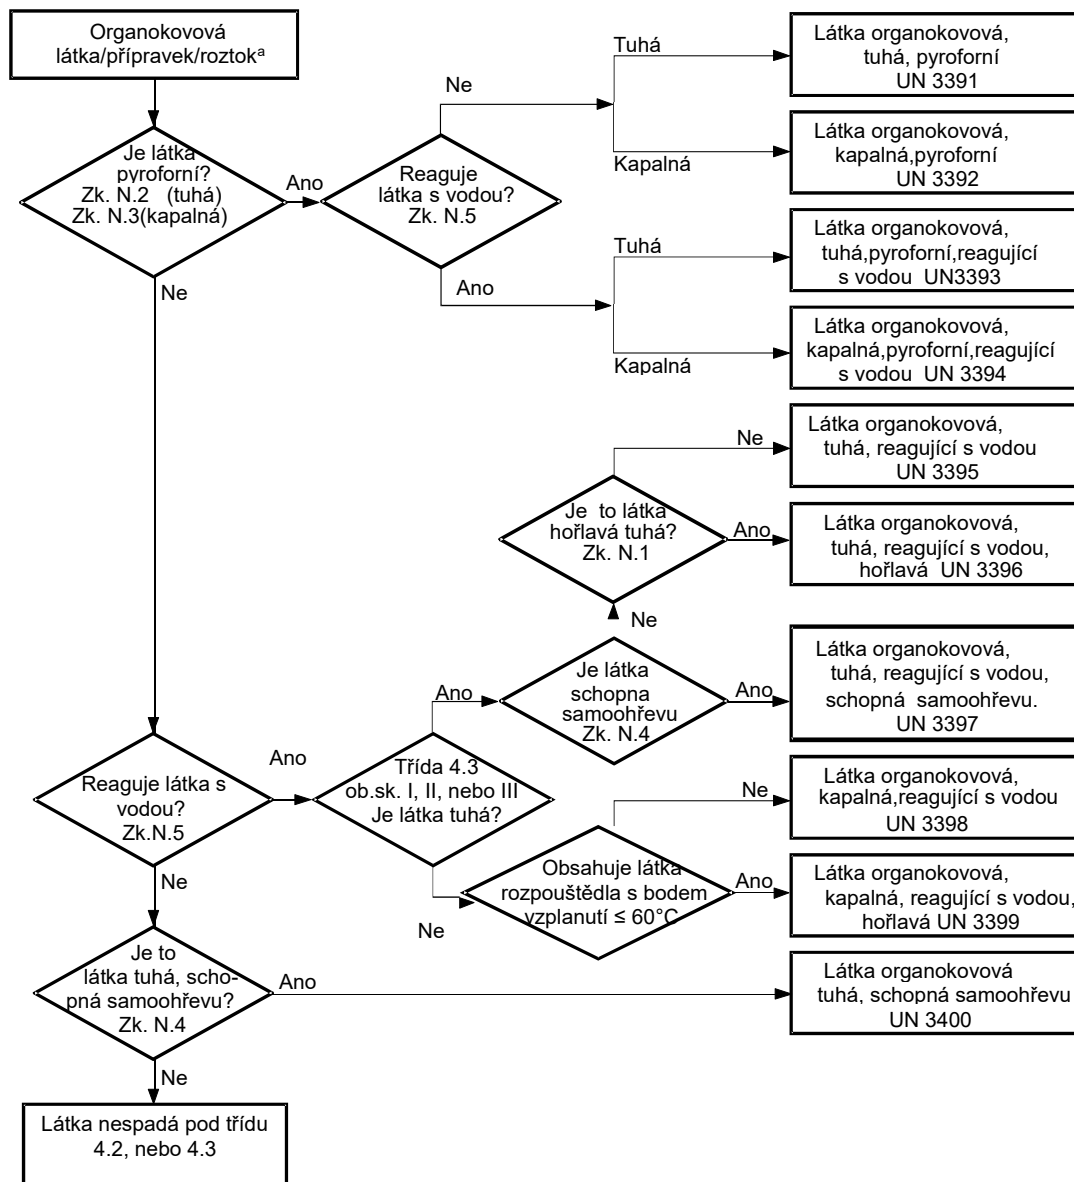 Organokovová
látka/přípravek/roztokᵃ
Je látka
pyroforní?
Zk. N.2 (tuhá)
Zk. N.3(kapalná)
Ano
Ne
Reaguje
látka s vodou?
Zk. N.5
Ne
Ano
Tuhá
Kapalná
Látka organokovová,
tuhá, pyroforní
UN 3391
Látka organokovová,
kapalná,pyroforní
UN 3392
Tuhá
Kapalná
Látka organokovová,
tuhá,pyroforní,reagující
s vodou UN3393
Látka organokovová,
kapalná,pyroforní,reagující
s vodou UN 3394
Ne
Látka organokovová,
tuhá, reagující s vodou
UN 3395
Je to látka
hořlavá tuhá?
Zk. N.1
Ano
Látka organokovová,
tuhá, reagující s vodou,
hořlavá UN 3396
Ne
Je látka
schopna
samoohřevu
Zk. N.4
Ano
Ano
Látka organokovová,
tuhá, reagující s vodou,
schopná samoohřevu.
UN 3397
Reaguje látka s
vodou?
Zk.N.5
Ano
Ne
Třída 4.3
ob.sk. I, II, nebo III
Je látka tuhá?
Ne
Ne
Látka organokovová,
kapalná,reagující s vodou
UN 3398
Obsahuje látka
rozpouštědla s bodem
vzplanutí ≤ 60°C
Ano
Látka organokovová,
kapalná, reagující s vodou,
hořlavá UN 3399
Je to
látka tuhá, scho-
pná samoohřevu?
Zk. N.4
Ano
Látka organokovová
tuhá, schopná samoohřevu
UN 3400
Ne
Látka nespadá pod třídu
4.2, nebo 4.3